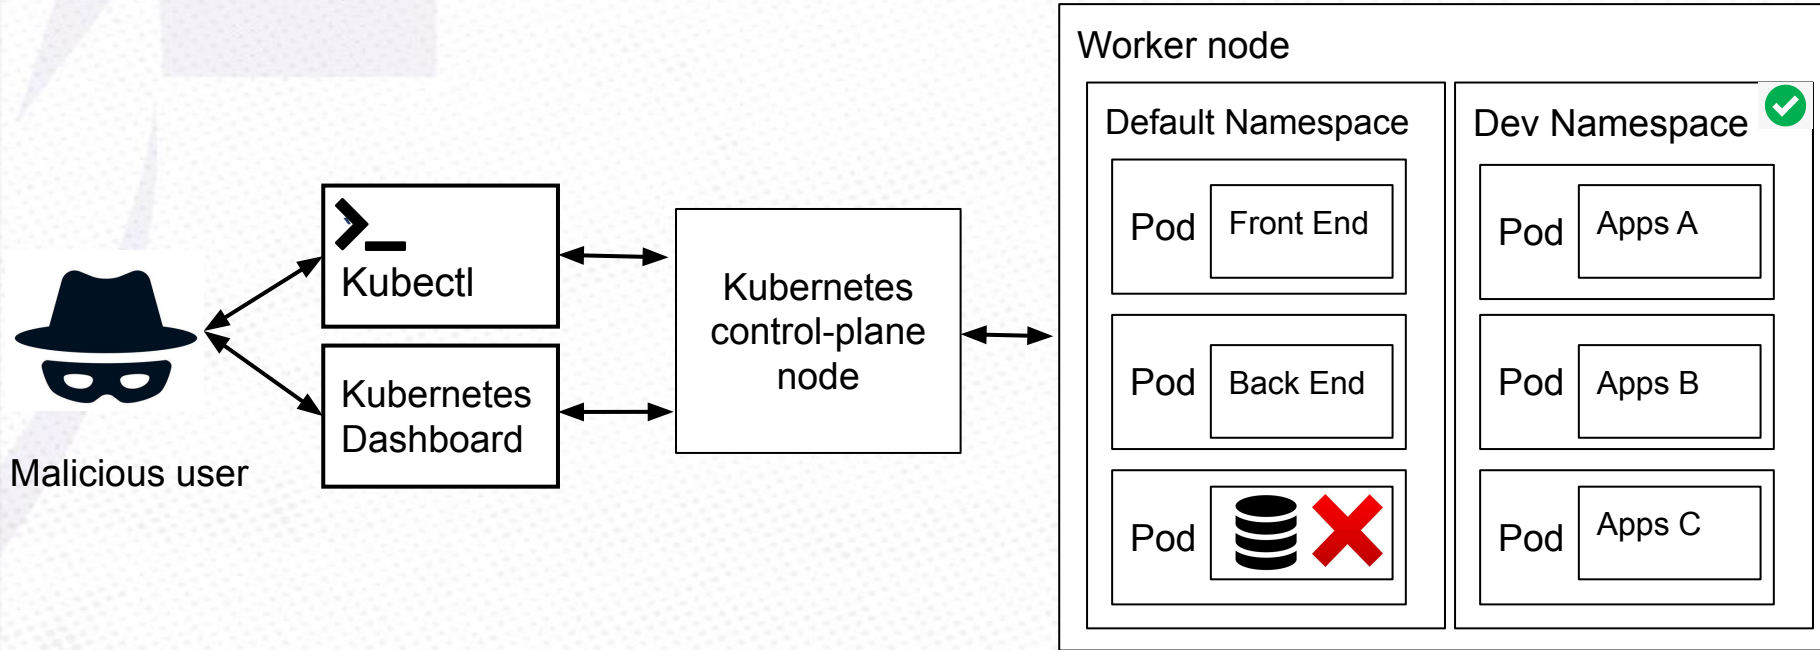 Malicious user
Kubectl
Kubernetes
Dashboard
Kubernetes
control-plane
node
Worker node
Default Namespace
Pod
Front End
Pod
Back End
Pod
Dev Namespace
Pod
Apps A
Pod
Apps B
Pod
Apps C